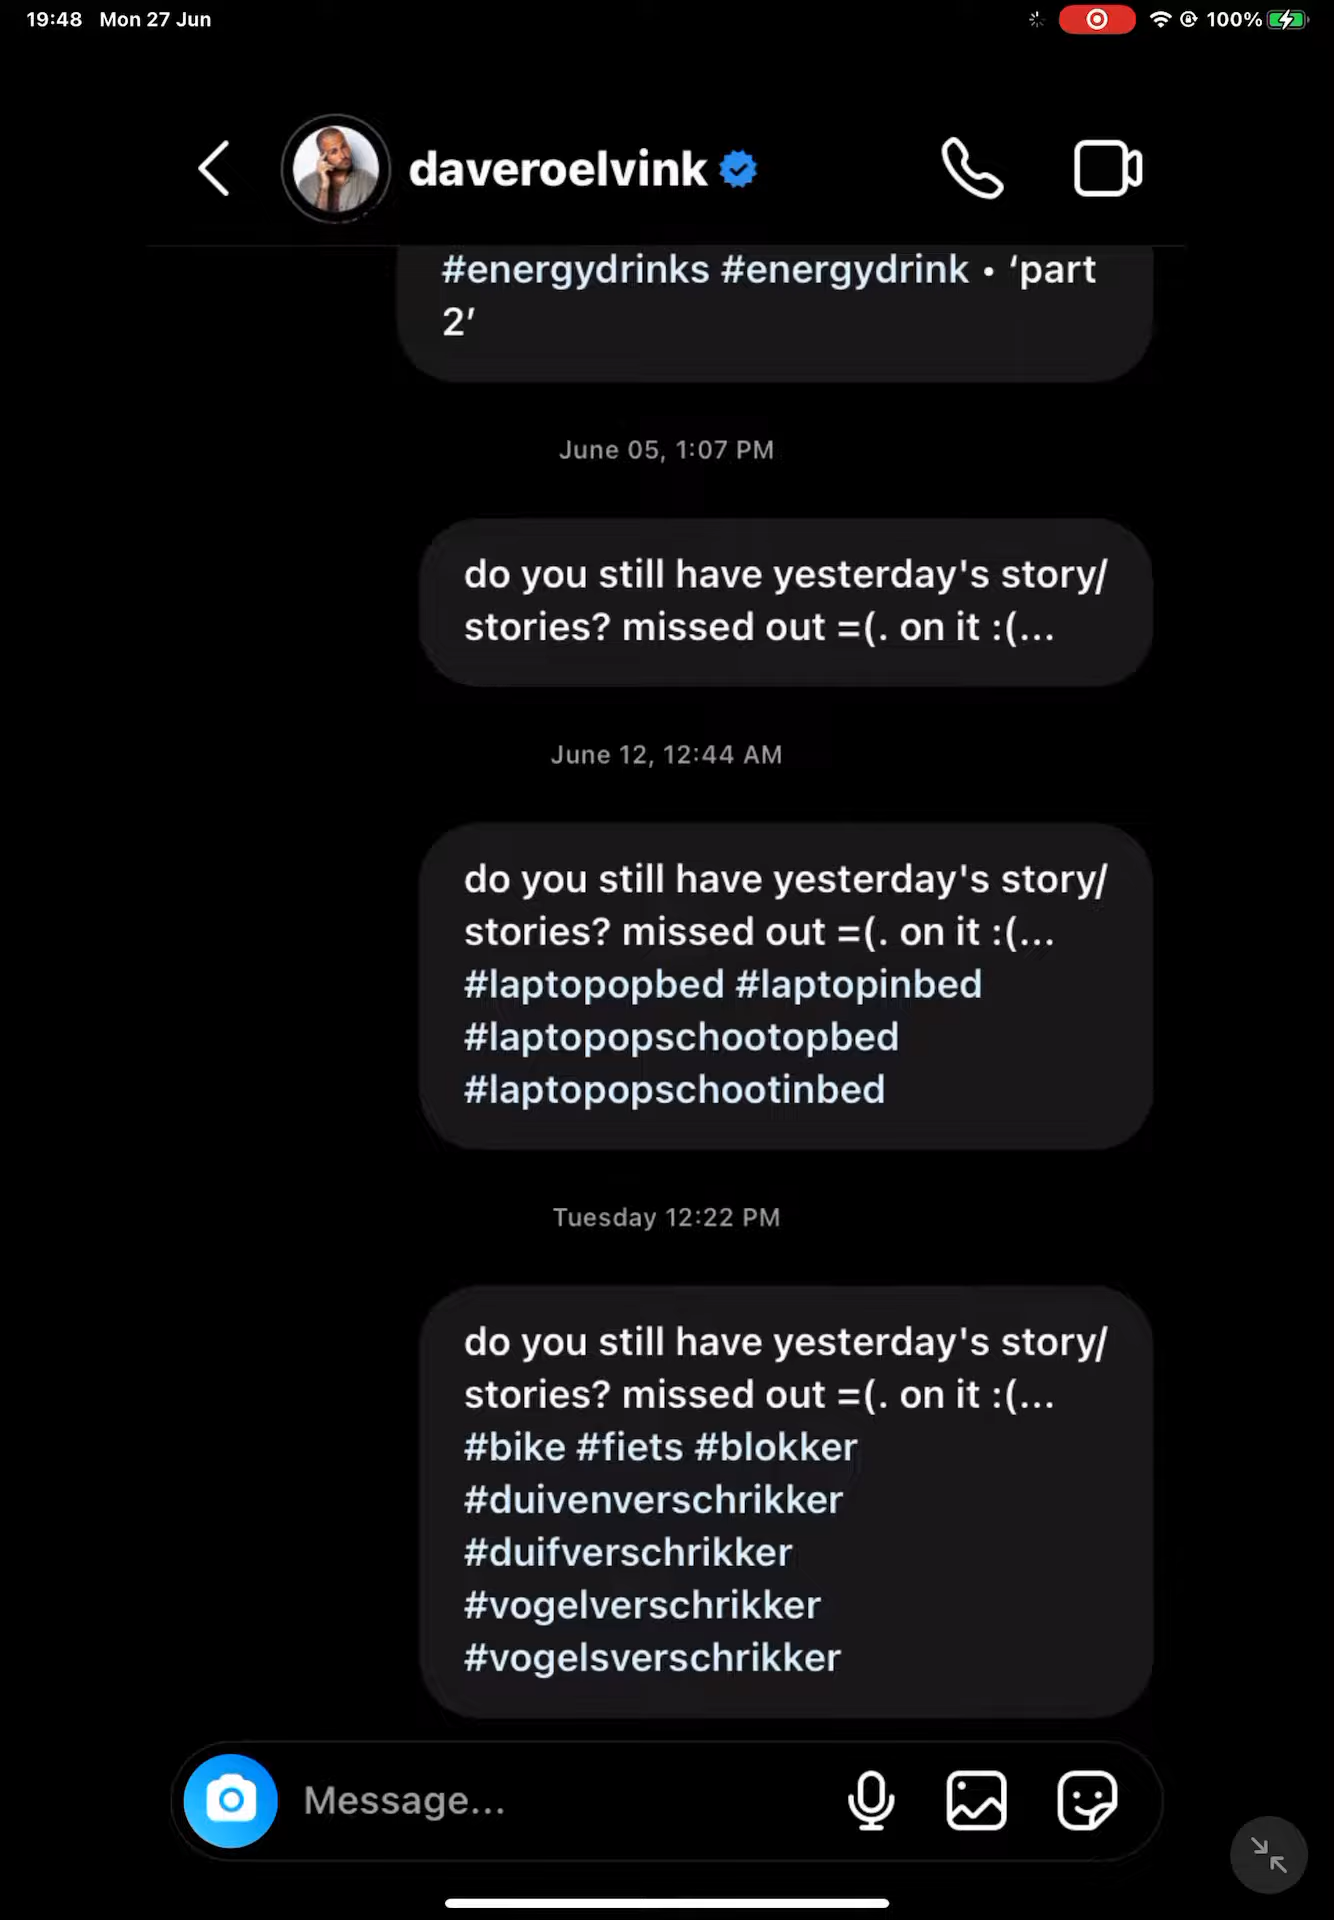 19:48 Mon 27 Jun 100%
daveroelvink
#energydrinks #energydrink • ‘part
2’
June 05, 1:07 PM
do you still have yesterday's story/
stories? missed out =(. on it :(...
June 12, 12:44 AM
do you still have yesterday's story/
stories? missed out =(. on it :(...
#laptopopbed #laptopinbed
#laptopopschootopbed
#laptopopschootinbed
Tuesday 12:22 PM
do you still have yesterday's story/
stories? missed out =(. on it :(...
#bike #fiets #blokker
#duivenverschrikker
#duifverschrikker
#vogelverschrikker
#vogelsverschrikker
Message...